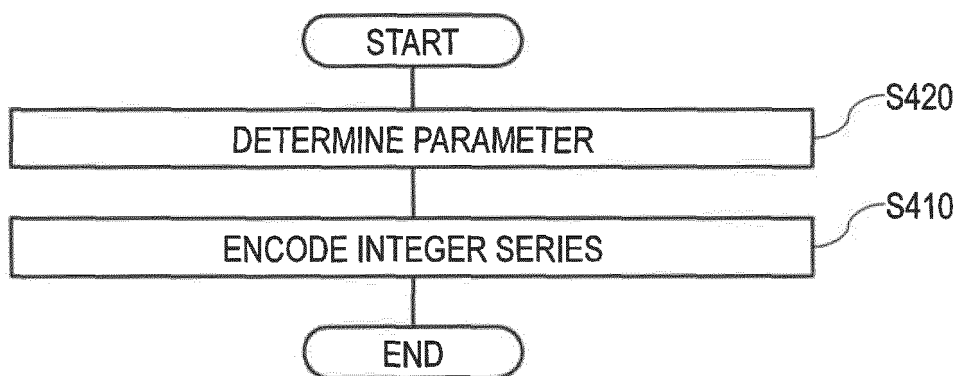 START
S420
DETERMINE PARAMETER
S410
ENCODE INTEGER SERIES
END